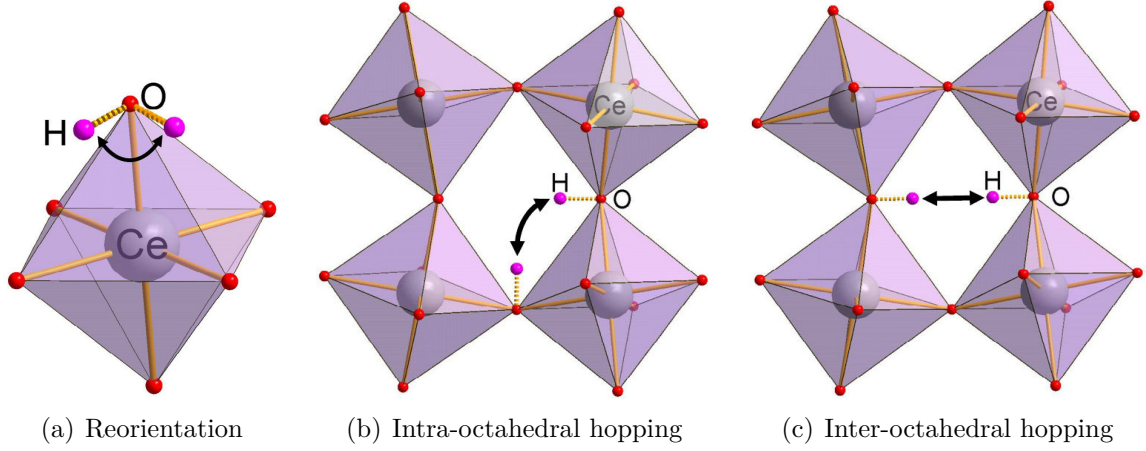 O
H
Ce
(a) Reorientation
Ce
H
O
(b) Intra-octahedral hopping
Ce
H
O
(c) Inter-octahedral hopping